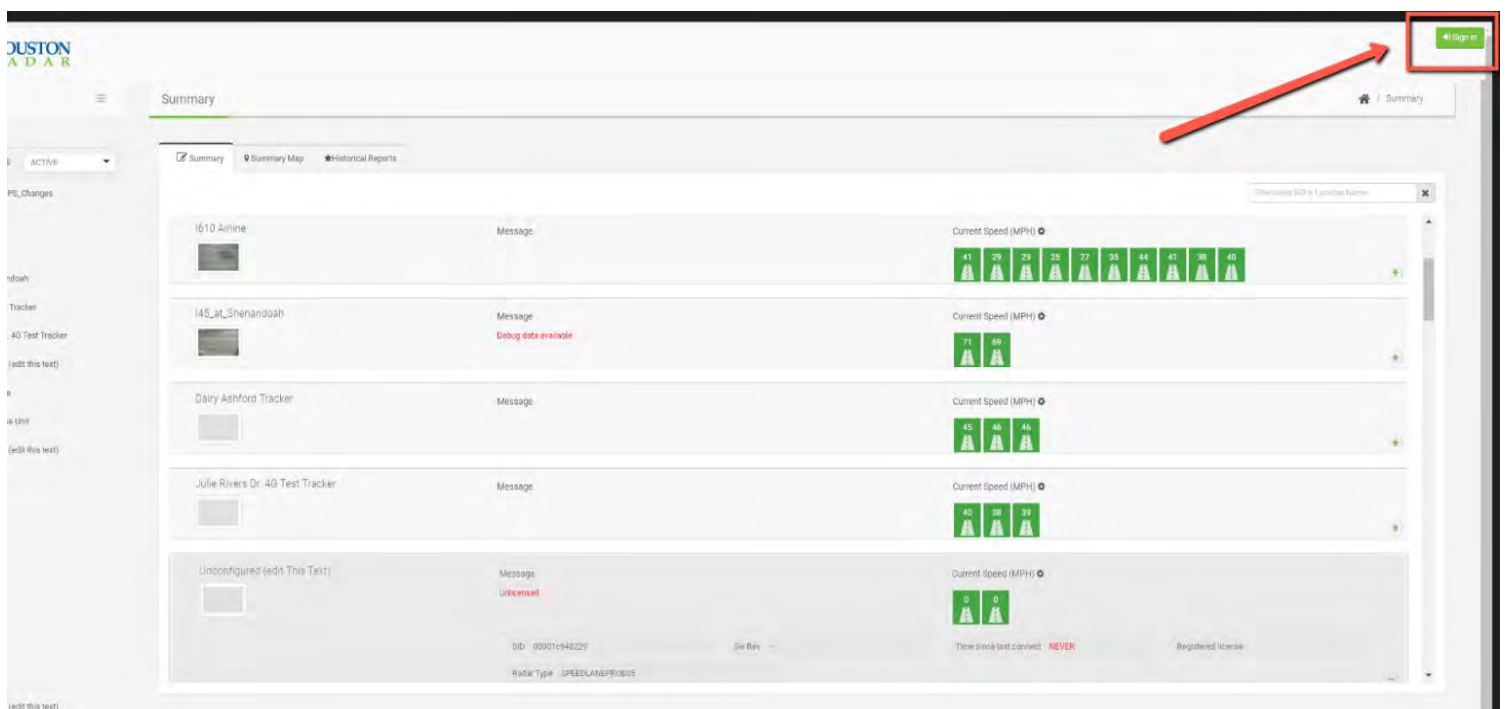 OUSTON
ADAR
Sign in
Summary
/ Summary
ACTIVE
Summary
Summary Map
Historical Reports
PS_Changes
I610 Airline
Message
Current Speed (MPH)
41 29 29 25 27 35 44 41 38 40
ndoah
Tracker
I45_at_Shenandoah
Message
Current Speed (MPH)
Debug data available
71 69
4G Test Tracker
(edit this text)
Dairy Ashford Tracker
Message
Current Speed (MPH)
45 46 46
e Unit
(edit this text)
Julie Rivers Dr. 4G Test Tracker
Message
Current Speed (MPH)
40 38 39
Unconfigured (edit This Text)
Message
Current Speed (MPH)
Unlicensed
0 0
SID 00001c948229
Sw Rev --
Time since last connect NEVER
Registered license
Radar Type
(edit this text)